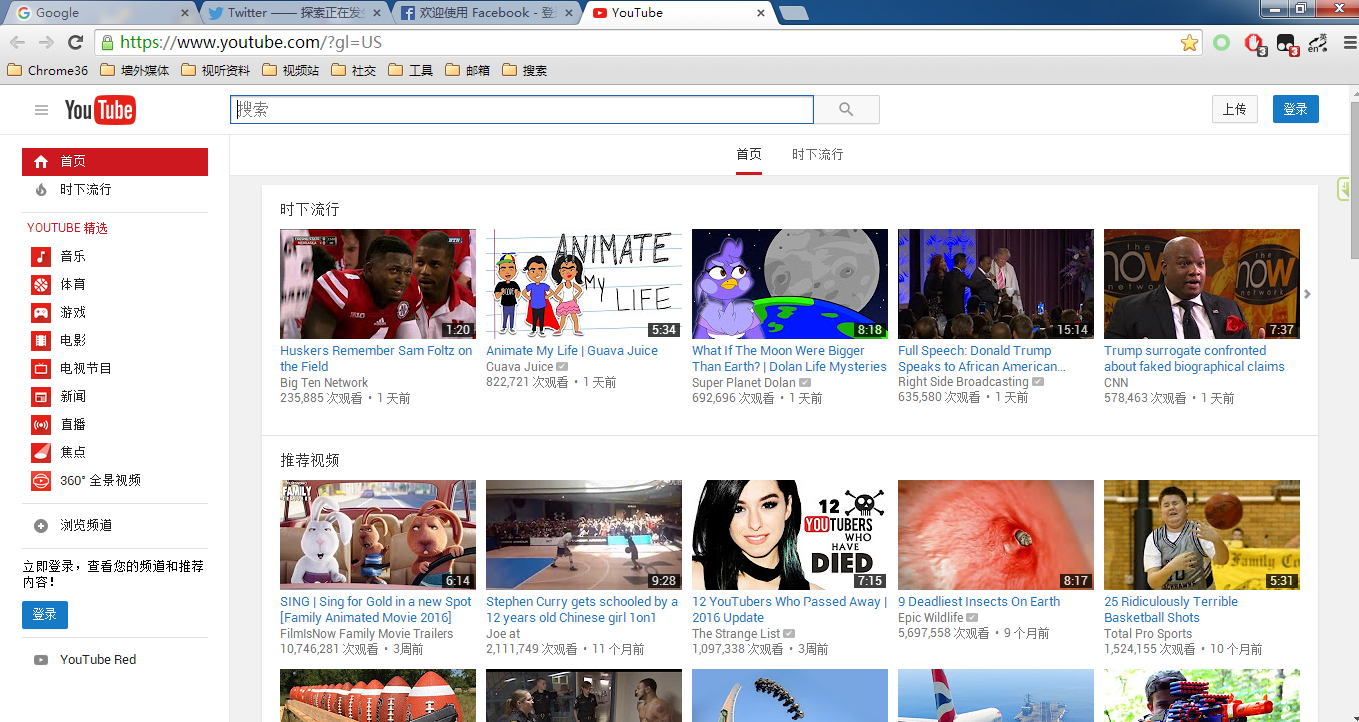 Google
Twitter —— 探索正在发
欢迎使用 Facebook - 登
YouTube
https://www.youtube.com/?gl=US
3
3
英
en
Chrome36
墙外媒体
视听资料
视频站
社交
工具
邮箱
搜索
YouTube
搜索
上传
登录
首页
时下流行
首页
时下流行
YOUTUBE 精选
音乐
体育
游戏
电影
电视节目
新闻
直播
焦点
360° 全景视频
浏览频道
立即登录，查看您的频道和推荐
内容！
登录
YouTube Red
时下流行
1:20
Huskers Remember Sam Foltz on
the Field
Big Ten Network
235,885 次观看 • 1 天前
ANIMATE
MY
LIFE
5:34
Animate My Life | Guava Juice
Guava Juice
822,721 次观看 • 1 天前
8:18
What If The Moon Were Bigger
Than Earth? | Dolan Life Mysteries
Super Planet Dolan
692,696 次观看 • 1 天前
15:14
Full Speech: Donald Trump
Speaks to African American...
Right Side Broadcasting
635,580 次观看 • 1 天前
the
now
network
the
now
network
7:37
Trump surrogate confronted
about faked biographical claims
CNN
578,463 次观看 • 1 天前
推荐视频
FAMILY
6:14
SING | Sing for Gold in a new Spot
[Family Animated Movie 2016]
FilmIsNow Family Movie Trailers
10,746,281 次观看 • 3周前
9:28
Stephen Curry gets schooled by a
12 years old Chinese girl 1on1
Joe at
2,111,749 次观看 • 11 个月前
12
YOUTUBERS
WHO
HAVE
DIED
7:15
12 YouTubers Who Passed Away |
2016 Update
The Strange List
1,097,338 次观看 • 3周前
8:17
9 Deadliest Insects On Earth
Epic Wildlife
5,697,558 次观看 • 9 个月前
Family Co
5:31
25 Ridiculously Terrible
Basketball Shots
Total Pro Sports
1,524,155 次观看 • 10 个月前